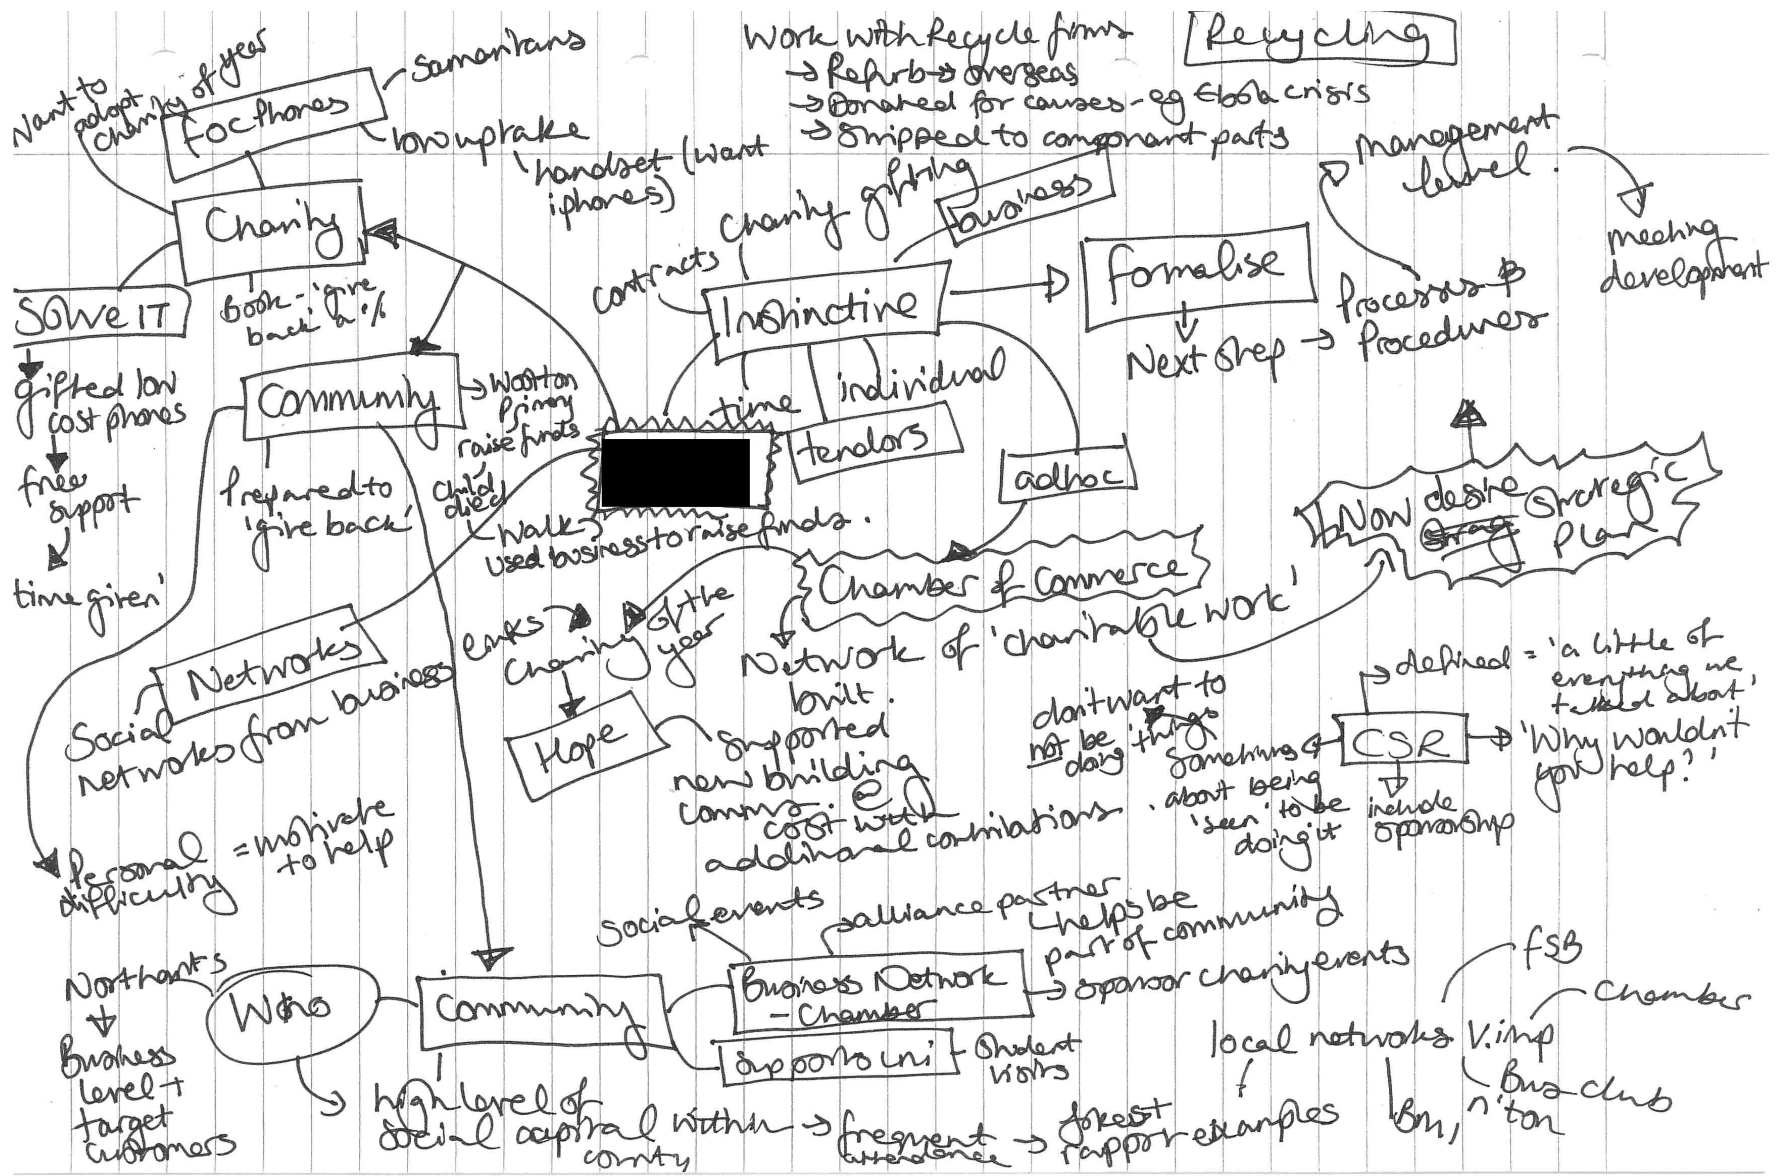 Want to
adopt
charity of year
FOC Phones
Samaritans
low uptake
'handset (want
iphones)
Work with Recycle firms
→ Refurb → overseas
→ Donated for causes - eg Ebola crisis
→ Stripped to componant parts
Recycling
Charity
Book - 'give
back' a %
SOLVE IT
gifted low
cost phones
free
support
time given'
Community
→ Wootton
Primary
raise funds
Prepared to
'give back'
Child
direct
Walk →
used business to raise funds.
contracts
Charity gifting
business
Instinctive
time
individual
tendors
adhoc
Formalise
Next step →
Processes &
Procedures
Management
level.
meeting
development
Now desire
Strategic
Plan
Chamber of Commerce
Network of 'charitable work'
built.
Links
Charity of the
year
Hope
supported
new building
comms. @
cost with
additional contributions
Networks
Social
networks from business
Personal
difficulty
= motivate
to help
don't want to
not be 'things'
doing
Something
about being
'seen' to be
doing it
CSR
defined = 'a little of
everything we
talked about'
'Why wouldn't
you help?'
include
sponsorship
Who
Northants
Business
level +
target
customers
Community
Social events
alliance partner
helps be
part of community
Business Network
- Chamber
→ sponsor charity events
Supports Uni
- Student
visits
high level of
social capital within
county
→ frequent
attendance
→ jokes +
rapport
examples
local networks V.imp
FSB
Chamber
Bus club
n'ton
BNI,